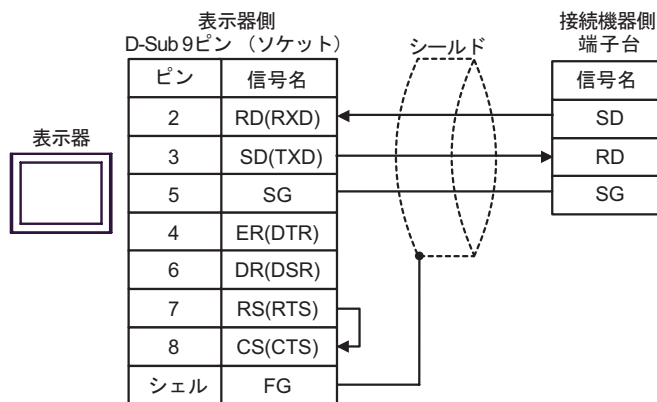 表示器側
D-Sub 9ピン (ソケット)
シールド
接続機器側
端子台
表示器
ピン 信号名
2 RD(RXD)
3 SD(TXD)
5 SG
4 ER(DTR)
6 DR(DSR)
7 RS(RTS)
8 CS(CTS)
シェル FG
信号名
SD
RD
SG